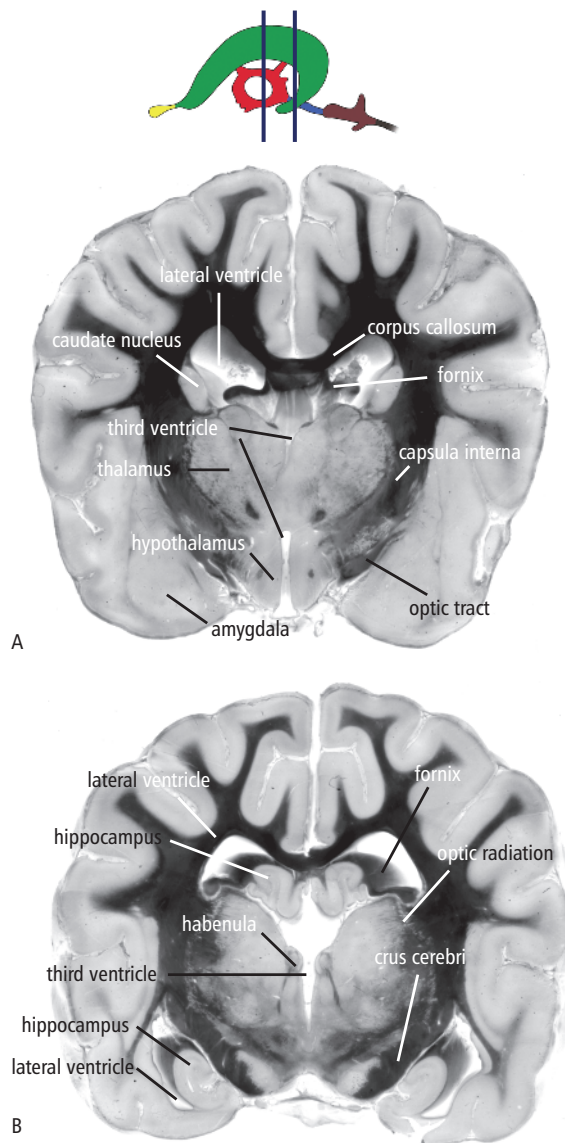 lateral ventricle
caudate nucleus
corpus callosum
fornix
third ventricle
thalamus
capsula interna
hypothalamus
optic tract
amygdala
A
lateral ventricle
fornix
hippocampus
optic radiation
habenula
crus cerebri
third ventricle
hippocampus
lateral ventricle
B